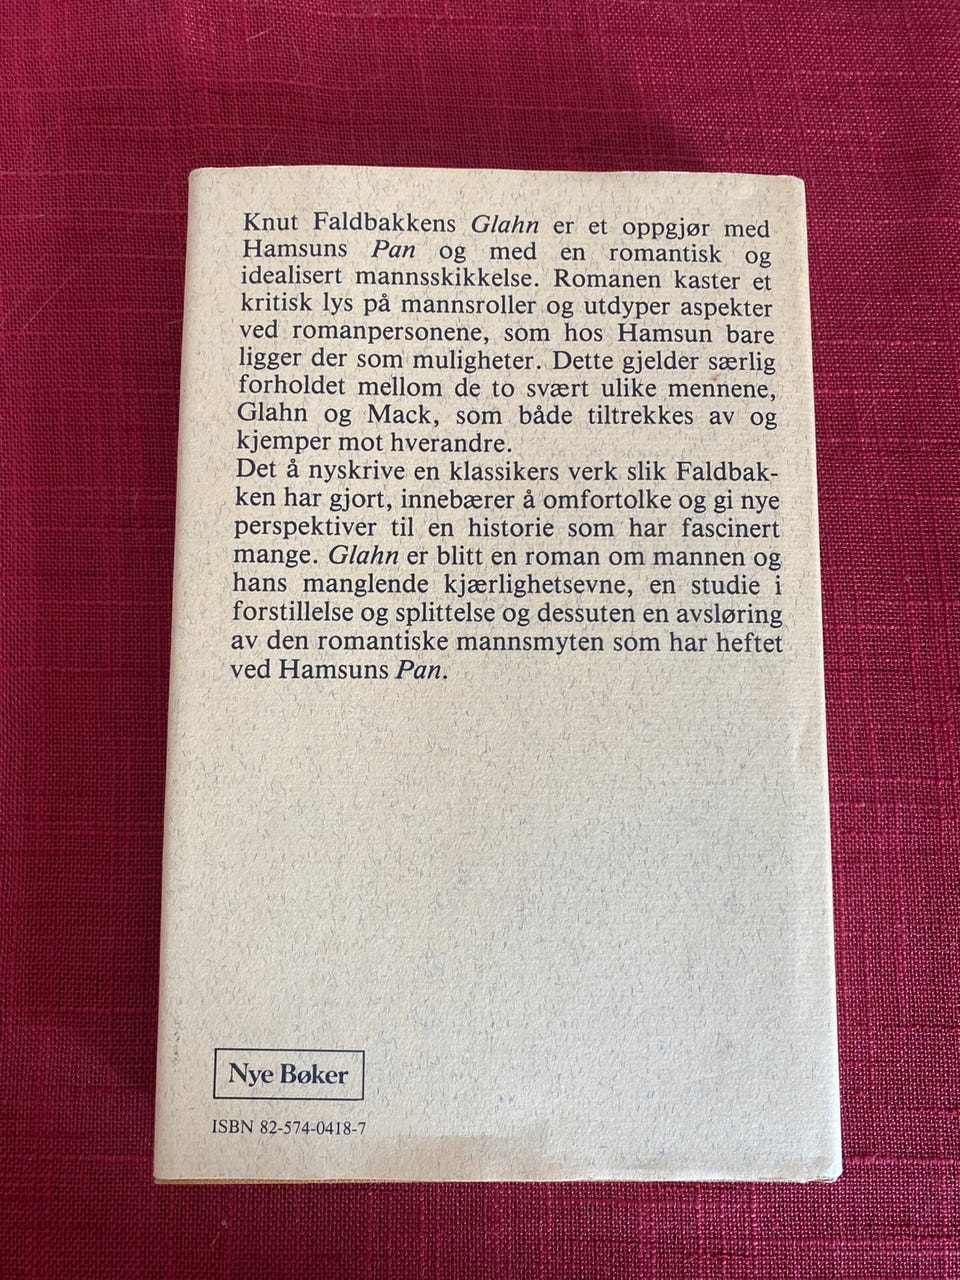 Knut Faldbakkens Glahn er et oppgjør med
Hamsuns Pan og med en romantisk og
idealisert mannsskikkelse. Romanen kaster et
kritisk lys på mannsroller og utdyper aspekter
ved romanpersonene, som hos Hamsun bare
ligger der som muligheter. Dette gjelder særlig
forholdet mellom de to svært ulike mennene,
Glahn og Mack, som både tiltrekkes av og
kjemper mot hverandre.
Det å nyskrive en klassikers verk slik Faldbak-
ken har gjort, innebærer å omfortolke og gi nye
perspektiver til en historie som har fascinert
mange. Glahn er blitt en roman om mannen og
hans manglende kjærlighetsevne, en studie i
forstillelse og splittelse og dessuten en avsløring
av den romantiske mannsmyten som har heftet
ved Hamsuns Pan.
Nye Bøker
ISBN 82-574-0418-7